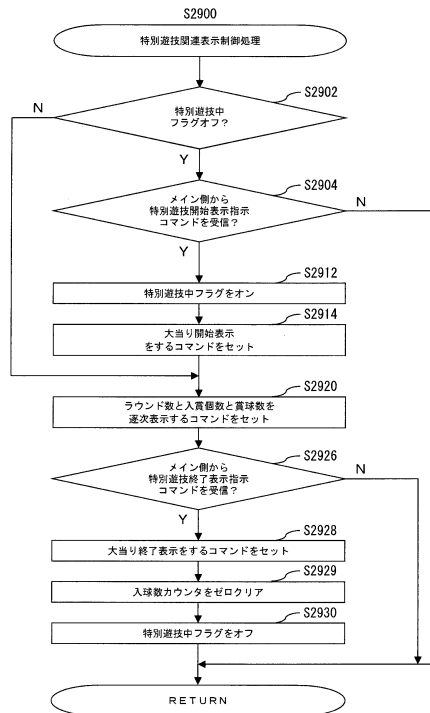 S2900
特別遊技関連表示制御処理
S2902
N
特別遊技中
フラグオフ？
Y
S2904
メイン側から
特別遊技開始表示指示
コマンドを受信？
N
Y
S2912
特別遊技中フラグをオン
S2914
大当り開始表示
をするコマンドをセット
S2920
ラウンド数と入賞個数と賞球数を
逐次表示するコマンドをセット
S2926
メイン側から
特別遊技終了表示指示
コマンドを受信？
N
Y
S2928
大当り終了表示をするコマンドをセット
S2929
入球数カウンタをゼロクリア
S2930
特別遊技中フラグをオフ
RETURN